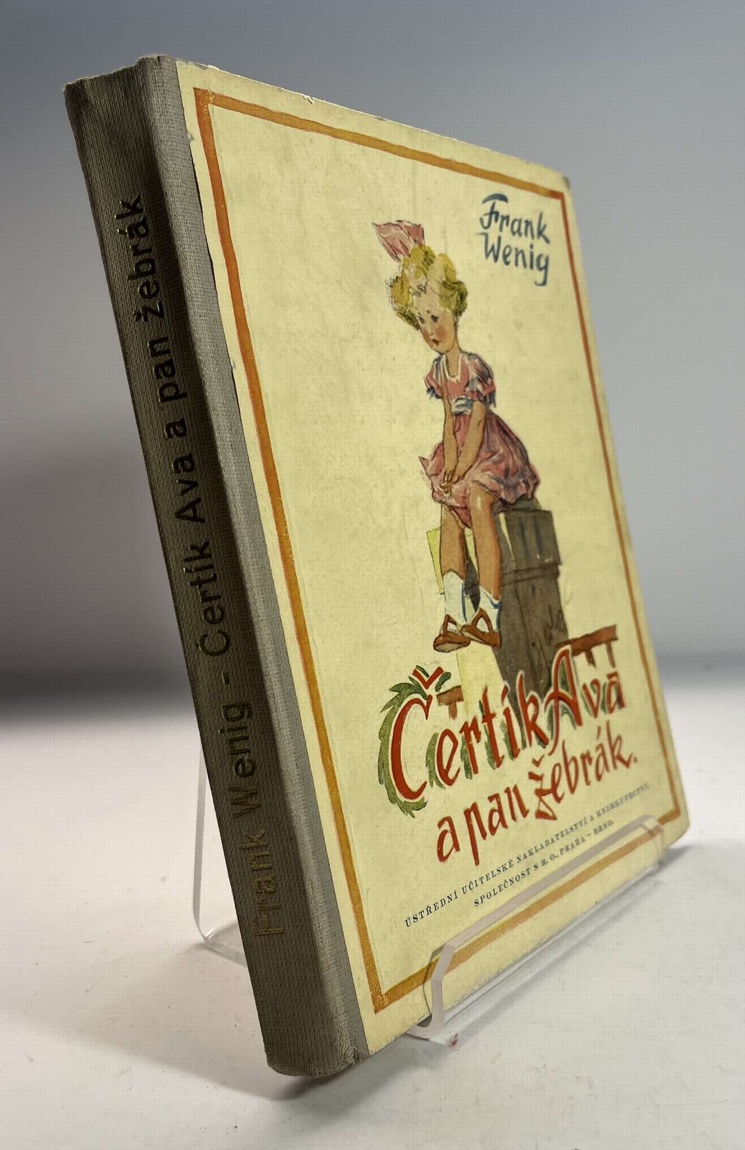 Frank Wenig - Čertík Ava a pan žebrák
Frank
Wenig
Čertík Ava
a pan žebrák.
ÚSTŘEDNÍ UČITELSKÉ NAKLADATELSTVÍ A KNIHKUPECTVÍ,
SPOLEČNOST S R. O., PRAHA - BRNO.